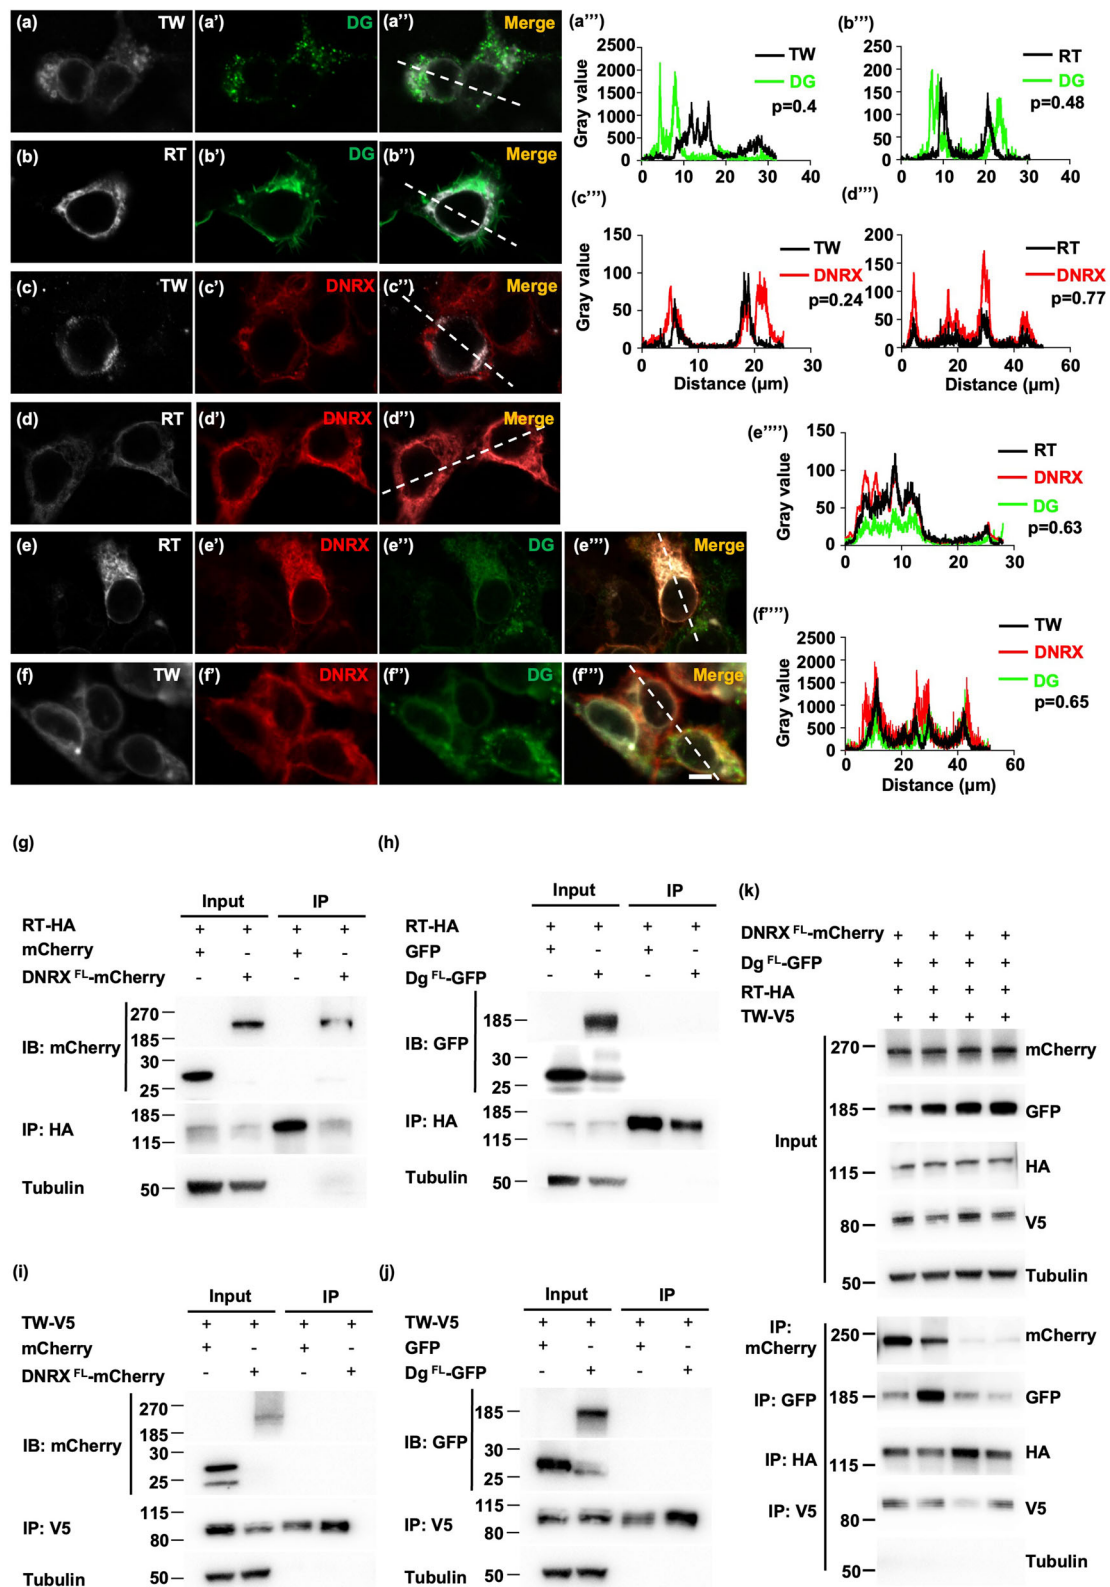 (a) TW (a') DG (a'') Merge
(a''') TW DG p=0.4
Gray value
2500
2000
1500
1000
500
0
0 10 20 30 40
(b''') RT DG p=0.48
200
150
100
50
0
0 10 20 30 40
(b) RT (b') DG (b'') Merge
(c) TW (c') DNRX (c'') Merge
(c''') TW DNRX p=0.24
Gray value
150
100
50
0
0 10 20 30
Distance (µm)
(d''') RT DNRX p=0.77
200
150
100
50
0
0 20 40 60
Distance (µm)
(d) RT (d') DNRX (d'') Merge
(e) RT (e') DNRX (e'') DG (e''') Merge
(e'''') RT DNRX DG p=0.63
Gray value
150
100
50
0
0 10 20 30
(f) TW (f') DNRX (f'') DG (f''') Merge
(f'''') TW DNRX DG p=0.65
Gray value
2500
2000
1500
1000
500
0
0 20 40 60
Distance (µm)
(g)
Input IP
RT-HA + + + +
mCherry + - + -
DNRX FL-mCherry - + - +
IB: mCherry
270
185
30
25
IP: HA
185
115
Tubulin 50
(h)
Input IP
RT-HA + + + +
GFP + - + -
Dg FL-GFP - + - +
IB: GFP
185
30
25
IP: HA
185
115
Tubulin 50
(i)
Input IP
TW-V5 + + + +
mCherry + - + -
DNRX FL-mCherry - + - +
IB: mCherry
270
185
30
25
IP: V5
115
80
Tubulin 50
(j)
Input IP
TW-V5 + + + +
GFP + - + -
Dg FL-GFP - + - +
IB: GFP
185
30
25
IP: V5
115
80
Tubulin 50
(k)
DNRX FL-mCherry + + + +
Dg FL-GFP + + + +
RT-HA + + + +
TW-V5 + + + +
Input
270 mCherry
185 GFP
115 HA
80 V5
50 Tubulin
IP: mCherry 250 mCherry
IP: GFP 185 GFP
IP: HA 115 HA
IP: V5 80 V5
50 Tubulin